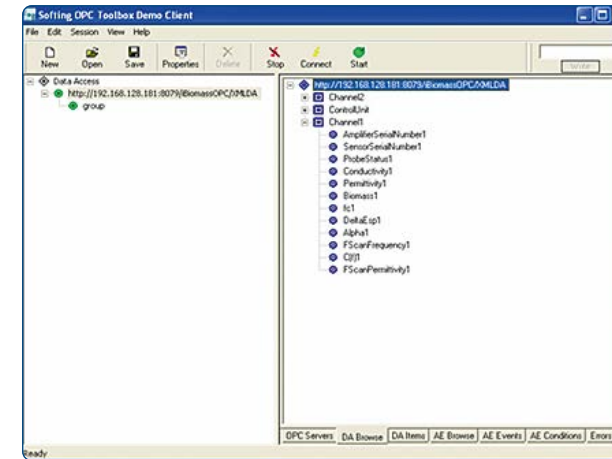 Softing OPC Toolbox Demo Client
File Edit Session View Help
New Open Save Properties Delete Stop Connect Start
Write
Data Access
http://192.168.128.181:8079/BiomassOPC/XMLDA
group
http://192.168.128.181:8079/BiomassOPC/XMLDA
Channel2
ControlUnit
Channel1
AmplifierSerialNumber1
SensorSerialNumber1
ProbeStatus1
Conductivity1
Permittivity1
Biomass1
fc1
DeltaEsp1
Alpha1
FScanFrequency1
C(f)1
FScanPermittivity1
OPC Servers DA Browse DA Items AE Browse AE Events AE Conditions Errors
Ready